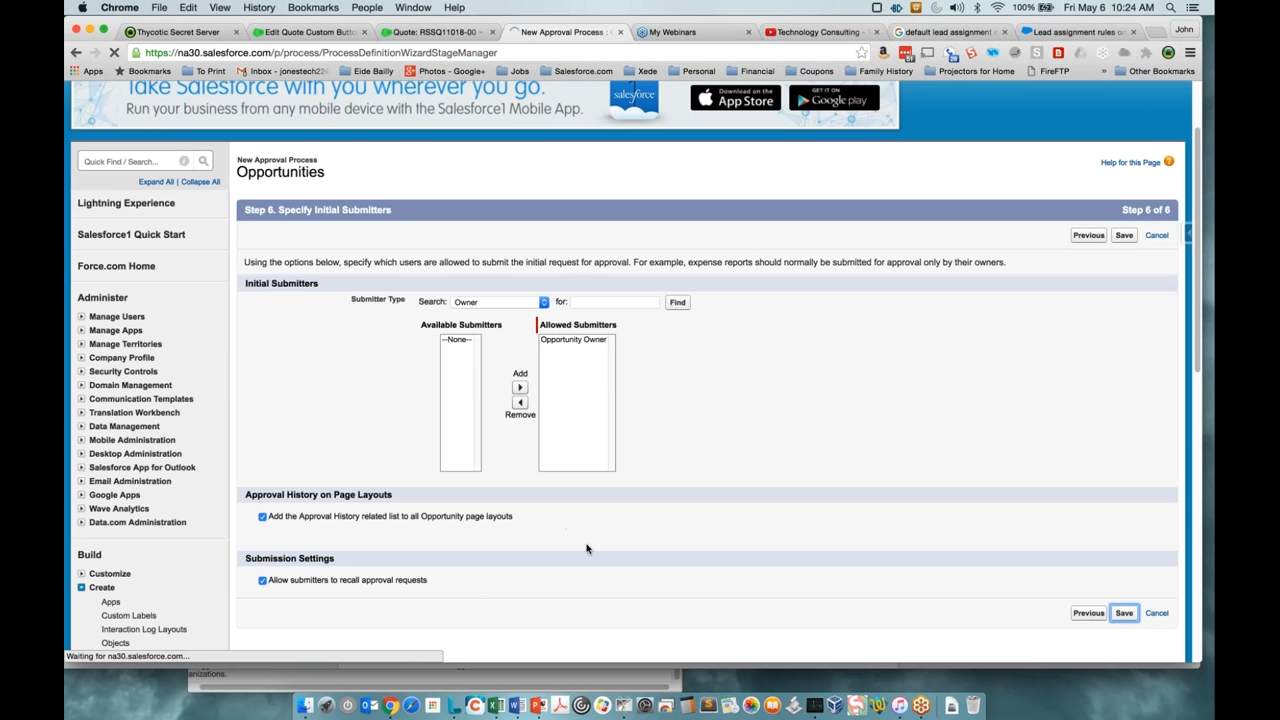 Chrome File Edit View History Bookmarks People Window Help 100% Fri May 6 10:24 AM
Thycotic Secret Server Edit Quote Custom Butto Quote: RSSQ11018-00 - New Approval Process : My Webinars Technology Consulting - default lead assignment Lead assignment rules on John
https://na30.salesforce.com/p/process/ProcessDefinitionWizardStageManager
Apps Bookmarks To Print Inbox - jonestech22 Eide Bailly Photos - Google+ Jobs Salesforce.com Xede Personal Financial Coupons Family History Projectors for Home FireFTP » Other Bookmarks
Take Salesforce with you wherever you go.
Run your business from any mobile device with the Salesforce1 Mobile App.
salesforce
Download on the App Store
GET IT ON Google play
Quick Find / Search...
Expand All | Collapse All
Lightning Experience
Salesforce1 Quick Start
Force.com Home
Administer
Manage Users
Manage Apps
Manage Territories
Company Profile
Security Controls
Domain Management
Communication Templates
Translation Workbench
Data Management
Mobile Administration
Desktop Administration
Salesforce App for Outlook
Email Administration
Google Apps
Wave Analytics
Data.com Administration
Build
Customize
Create
Apps
Custom Labels
Interaction Log Layouts
Objects
New Approval Process
Opportunities
Help for this Page
Step 6. Specify Initial Submitters Step 6 of 6
Previous Save Cancel
Using the options below, specify which users are allowed to submit the initial request for approval. For example, expense reports should normally be submitted for approval only by their owners.
Initial Submitters
Submitter Type Search: Owner for: Find
Available Submitters Allowed Submitters
--None-- Opportunity Owner
Add
Remove
Approval History on Page Layouts
Add the Approval History related list to all Opportunity page layouts
Submission Settings
Allow submitters to recall approval requests
Previous Save Cancel
Waiting for na30.salesforce.com...
anizations.